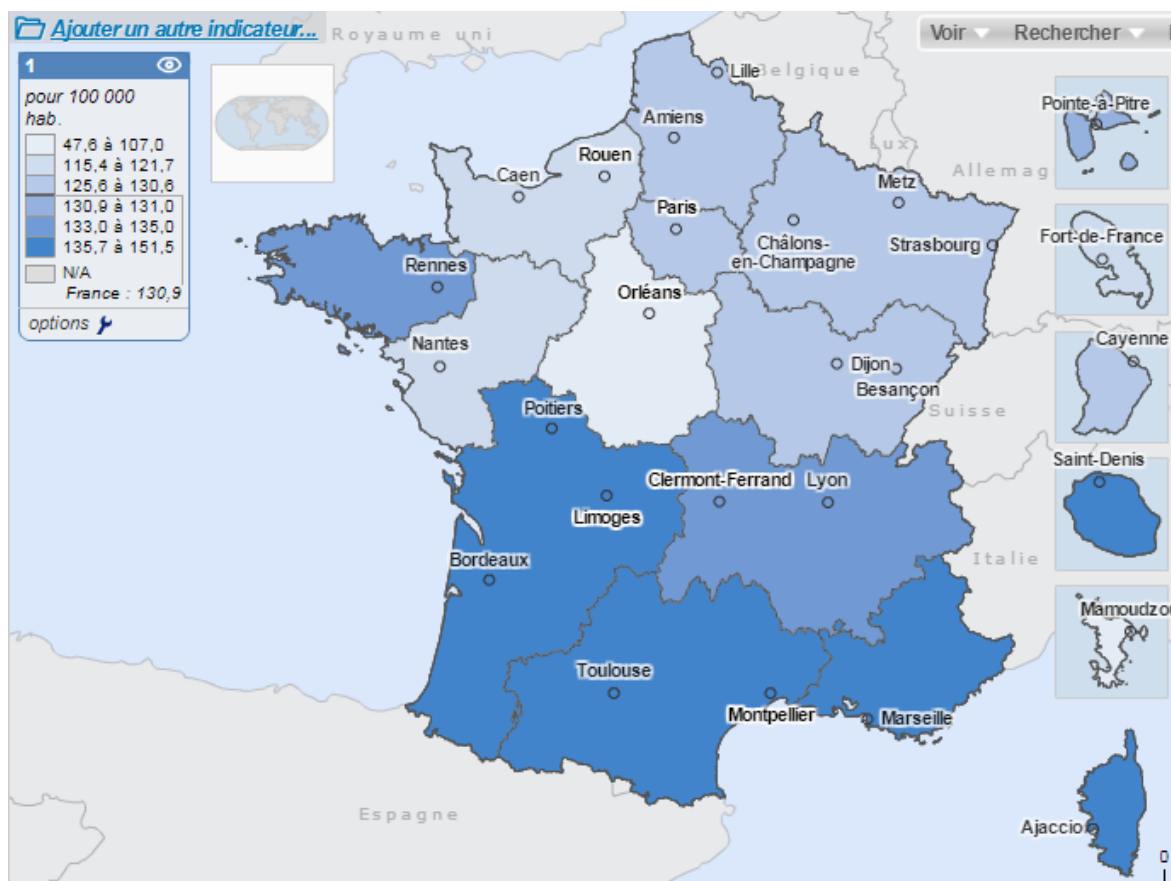 Ajouter un autre indicateur...
Royaume uni
Voir
Rechercher
1
pour 100 000
hab.
47,6 à 107,0
115,4 à 121,7
125,6 à 130,6
130,9 à 131,0
133,0 à 135,0
135,7 à 151,5
N/A
France : 130,9
options
Lille
Belgique
Pointe-à-Pitre
Amiens
Rouen
Lux
Caen
Allemag
Metz
Paris
Châlons-
en-Champagne
Strasbourg
Fort-de-France
Rennes
Orléans
Nantes
Cayenne
Dijon
Besançon
Suisse
Poitiers
Saint-Denis
Clermont-Ferrand
Lyon
Limoges
Bordeaux
Italie
Mamoudzou
Toulouse
Montpellier
Marseille
Espagne
Ajaccio
0